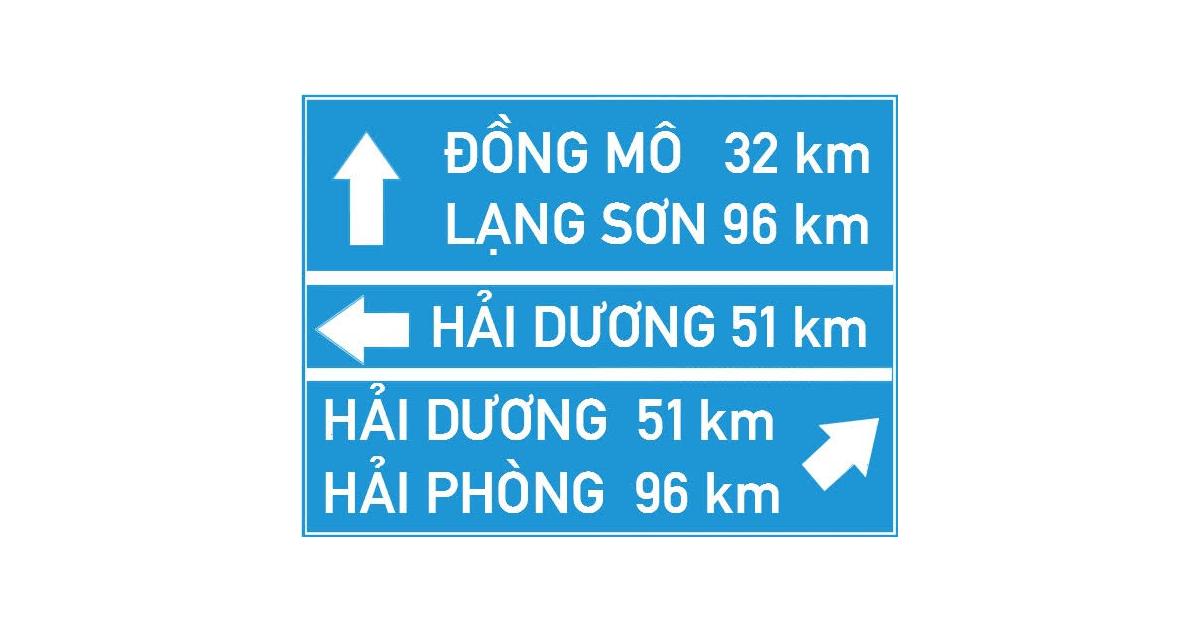 ĐỒNG MÔ 32 km
LẠNG SƠN 96 km
HẢI DƯƠNG 51 km
HẢI DƯƠNG 51 km
HẢI PHÒNG 96 km